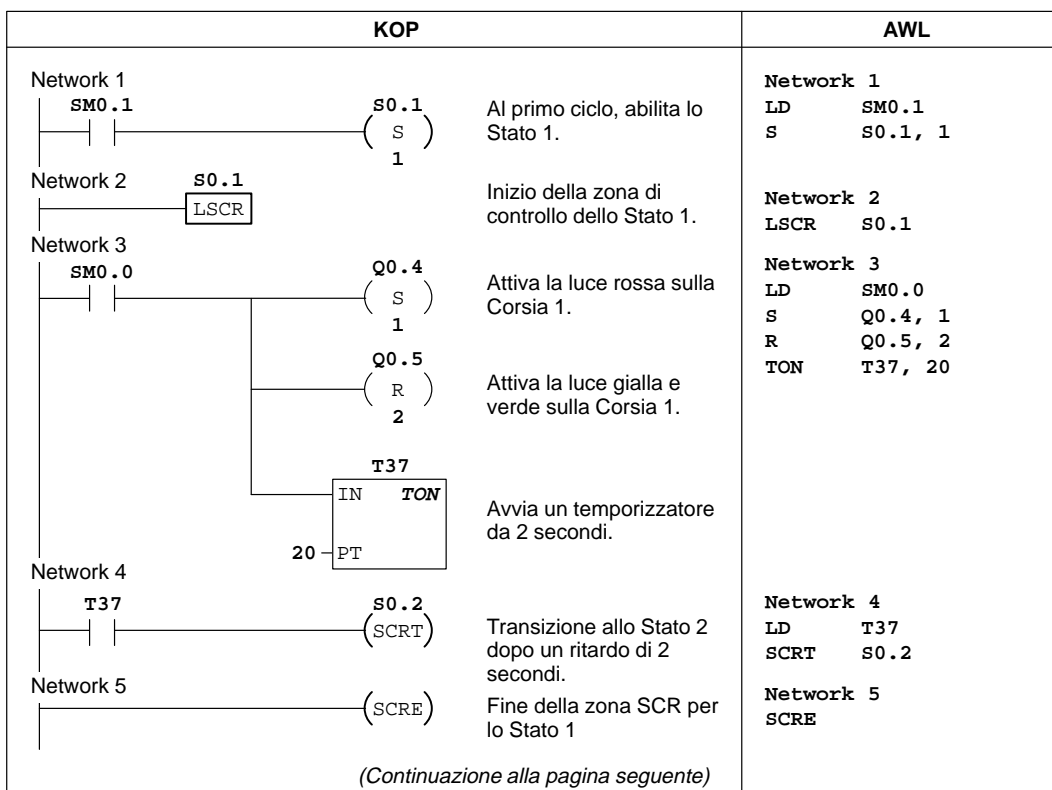 KOP
AWL
Network 1
SM0.1
S0.1
S
1
Al primo ciclo, abilita lo
Stato 1.
Network 2
S0.1
LSCR
Inizio della zona di
controllo dello Stato 1.
Network 3
SM0.0
Q0.4
S
1
Attiva la luce rossa sulla
Corsia 1.
Q0.5
R
2
Attiva la luce gialla e
verde sulla Corsia 1.
T37
IN TON
20 PT
Avvia un temporizzatore
da 2 secondi.
Network 4
T37
S0.2
SCRT
Transizione allo Stato 2
dopo un ritardo di 2
secondi.
Network 5
SCRE
Fine della zona SCR per
lo Stato 1
(Continuazione alla pagina seguente)
Network 1
LD SM0.1
S S0.1, 1
Network 2
LSCR S0.1
Network 3
LD SM0.0
S Q0.4, 1
R Q0.5, 2
TON T37, 20
Network 4
LD T37
SCRT S0.2
Network 5
SCRE